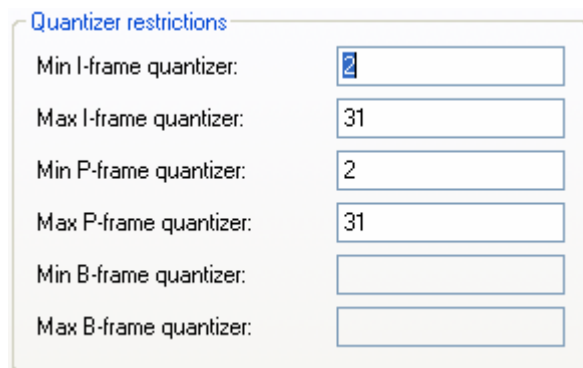 Quantizer restrictions
Min I-frame quantizer: 2
Max I-frame quantizer: 31
Min P-frame quantizer: 2
Max P-frame quantizer: 31
Min B-frame quantizer:
Max B-frame quantizer: